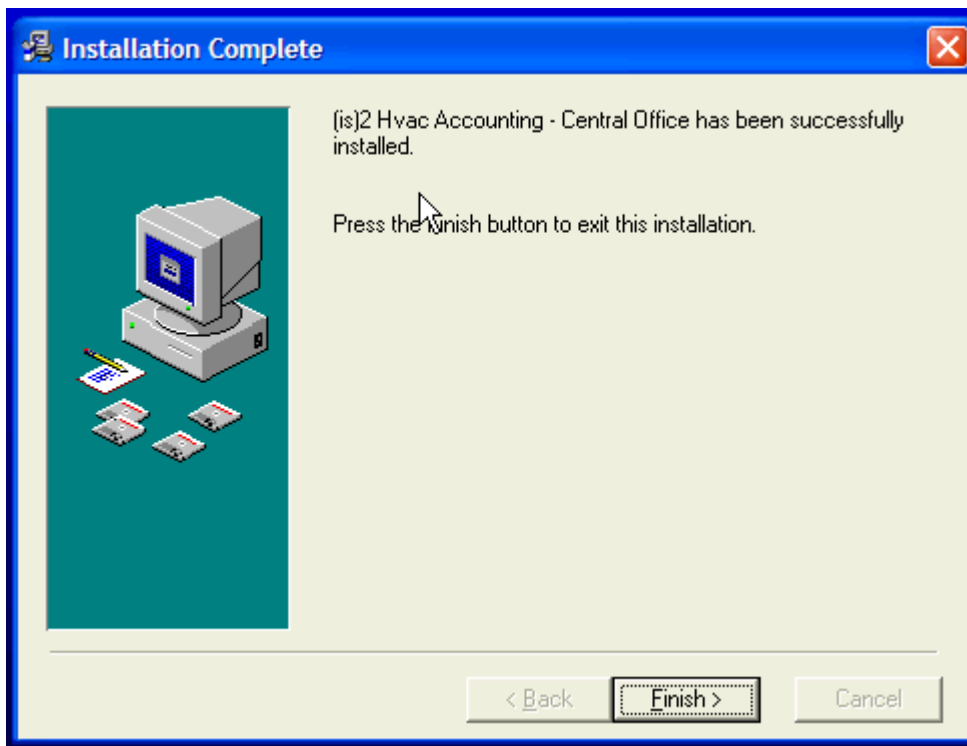 Installation Complete
(is)2 Hvac Accounting - Central Office has been successfully
installed.
Press the Finish button to exit this installation.
< Back
Finish >
Cancel